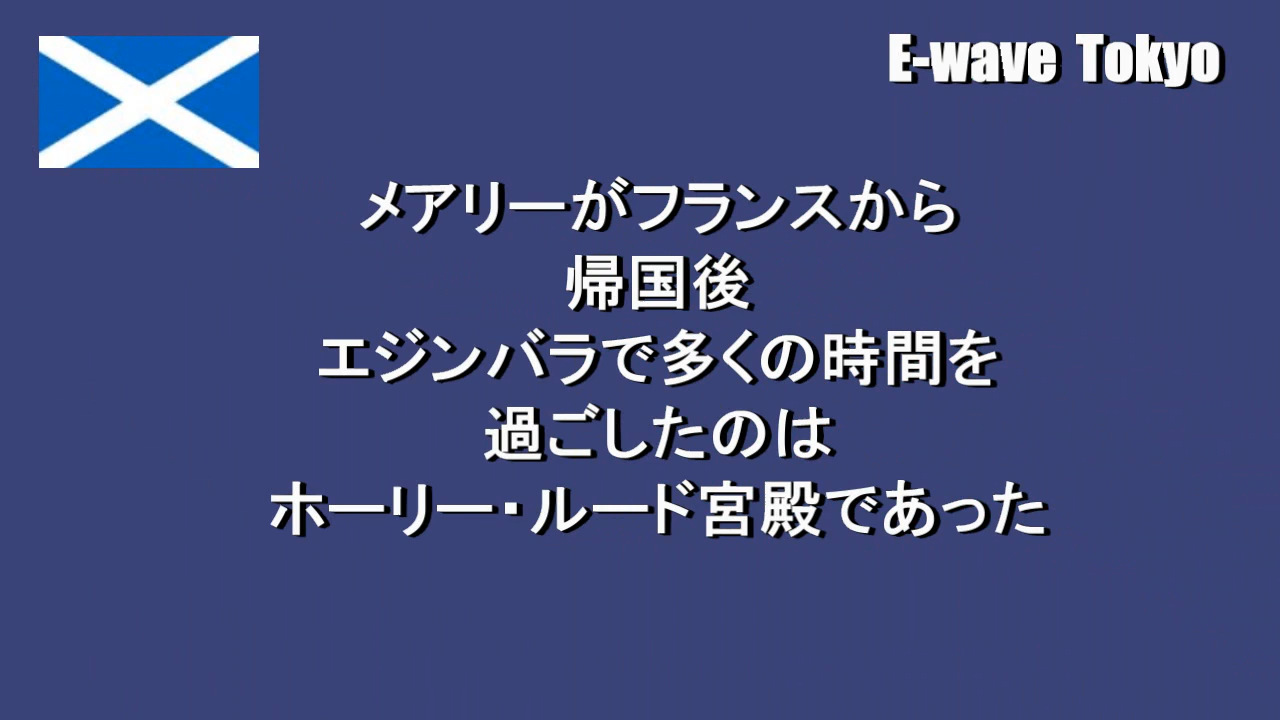 E-wave Tokyo
メアリーがフランスから
帰国後
エジンバラで多くの時間を
過ごしたのは
ホーリー・ルード宮殿であった